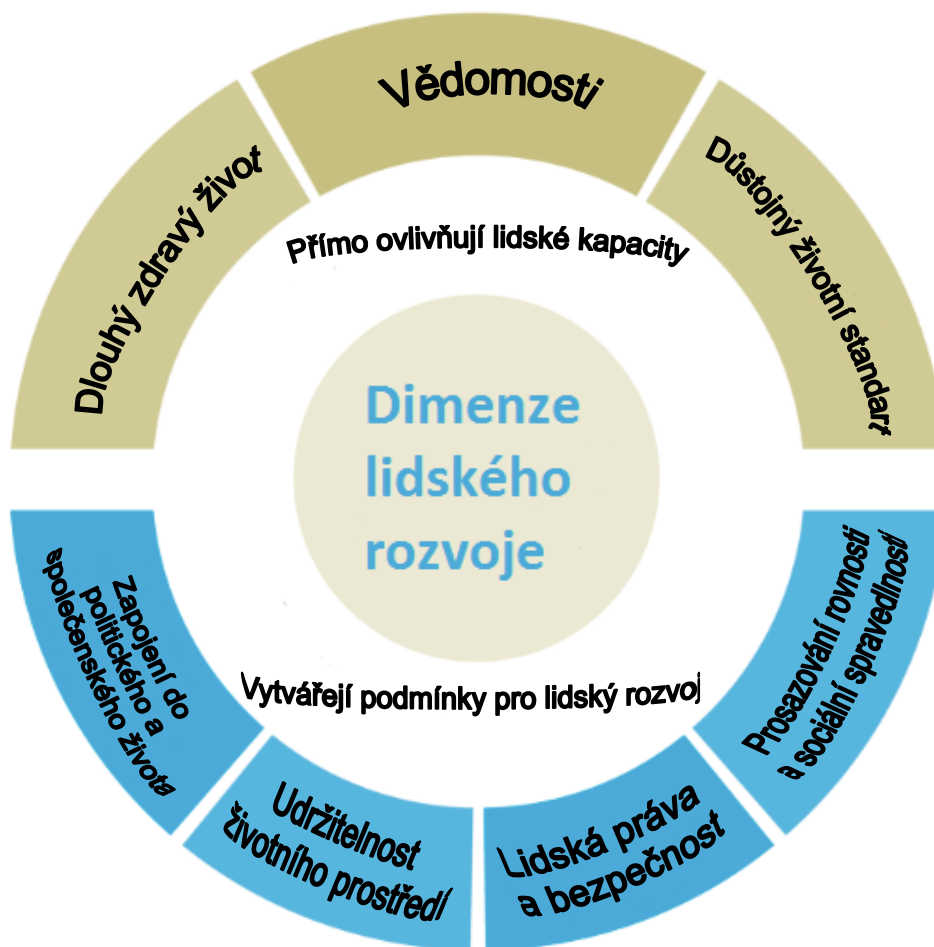 Vědomosti
Dlouhý zdravý život
Důstojný životní standart
Přímo ovlivňují lidské kapacity
Dimenze
lidského
rozvoje
Vytvářejí podmínky pro lidský rozvoj
Zapojení do
politického a
společenského života
Udržitelnost
životního prostředí
Lidská práva
a bezpečnost
Prosazování rovnosti
a sociální spravedlností